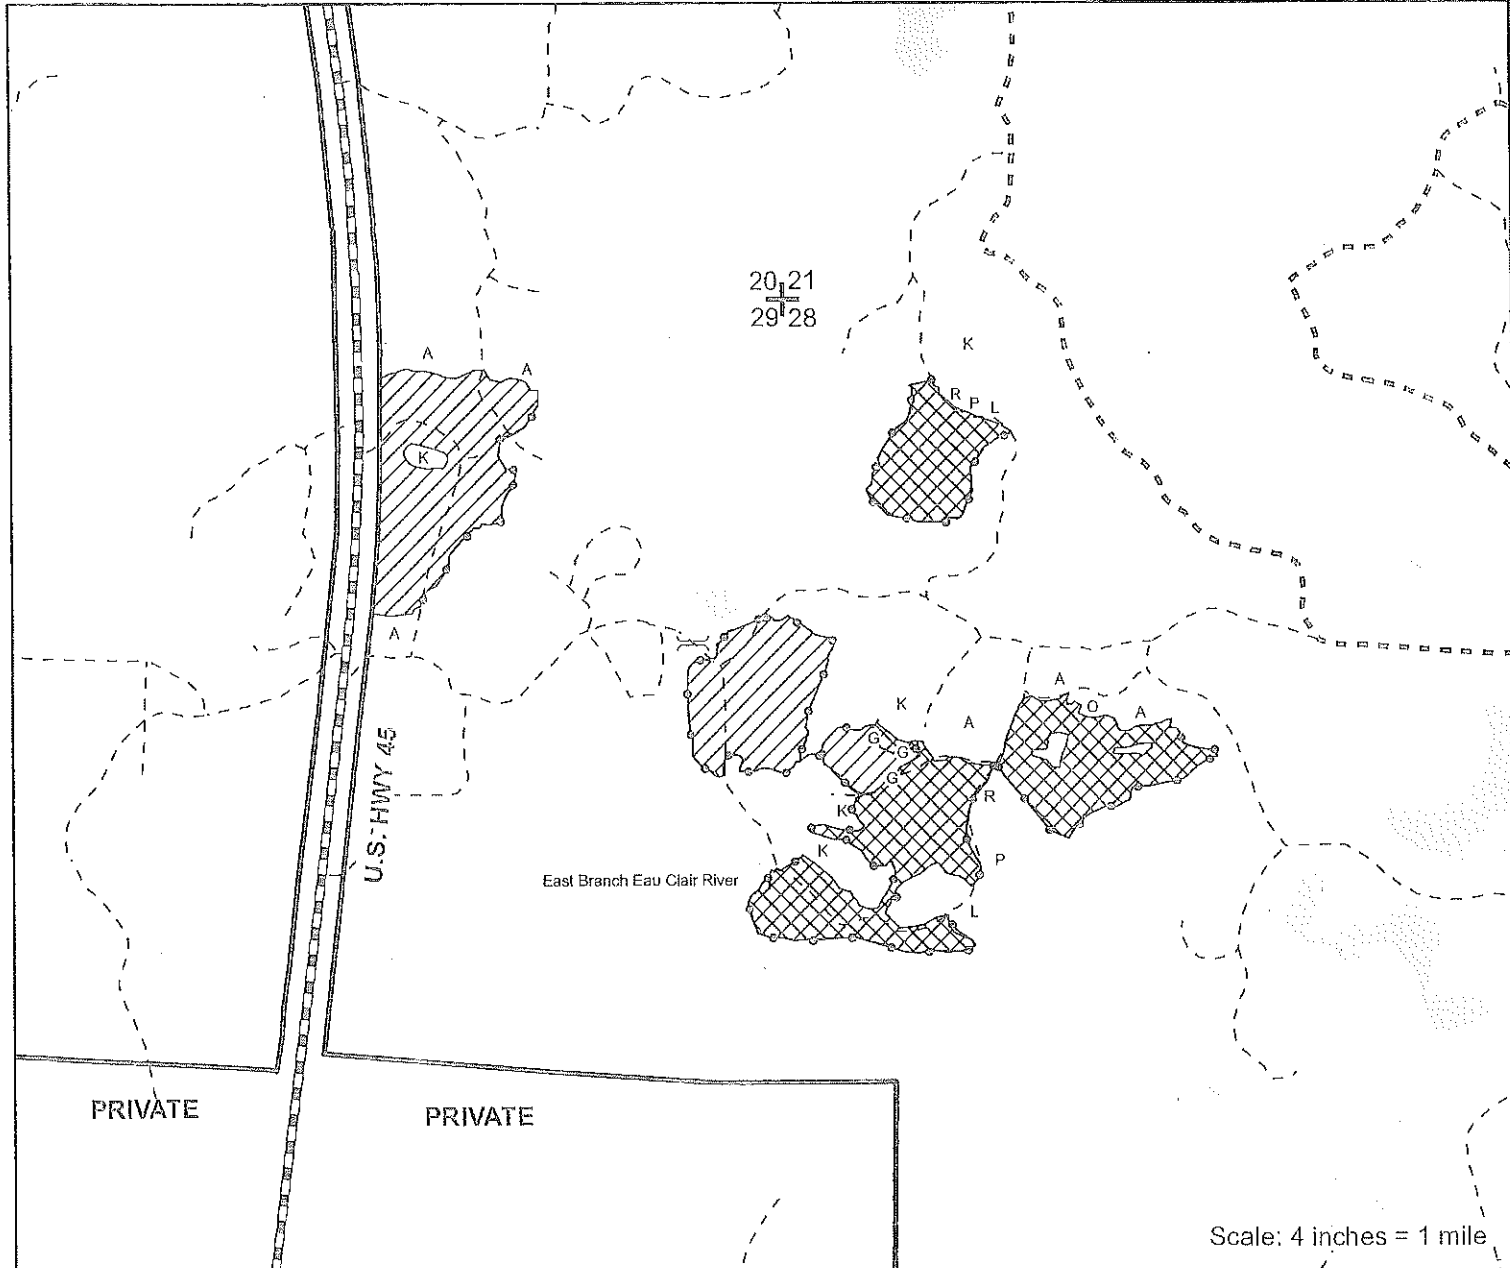 20 21
29 28
K
A
A
R P L
K
A
A
K
O
A
A
G
G
G
R
K
K
P
U.S. HWY 45
East Branch Eau Clair River
L
PRIVATE
PRIVATE
Scale: 4 inches = 1 mile